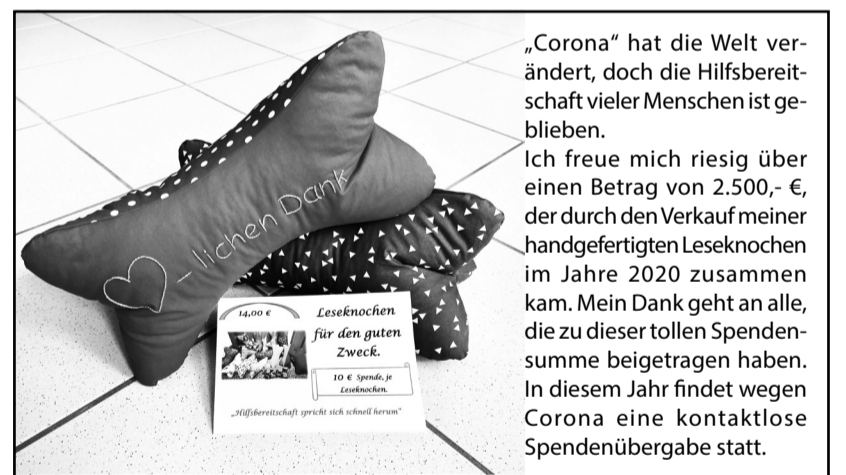 ♡ – lichen Dank
14,00 €
Leseknochen
für den guten
Zweck.
10 € Spende, je
Leseknochen.
„Hilfsbereitschaft spricht sich schnell herum“
„Corona“ hat die Welt ver-
ändert, doch die Hilfsbereit-
schaft vieler Menschen ist ge-
blieben.
Ich freue mich riesig über
einen Betrag von 2.500,- €,
der durch den Verkauf meiner
handgefertigten Leseknochen
im Jahre 2020 zusammen
kam. Mein Dank geht an alle,
die zu dieser tollen Spenden-
summe beigetragen haben.
In diesem Jahr findet wegen
Corona eine kontaktlose
Spendenübergabe statt.